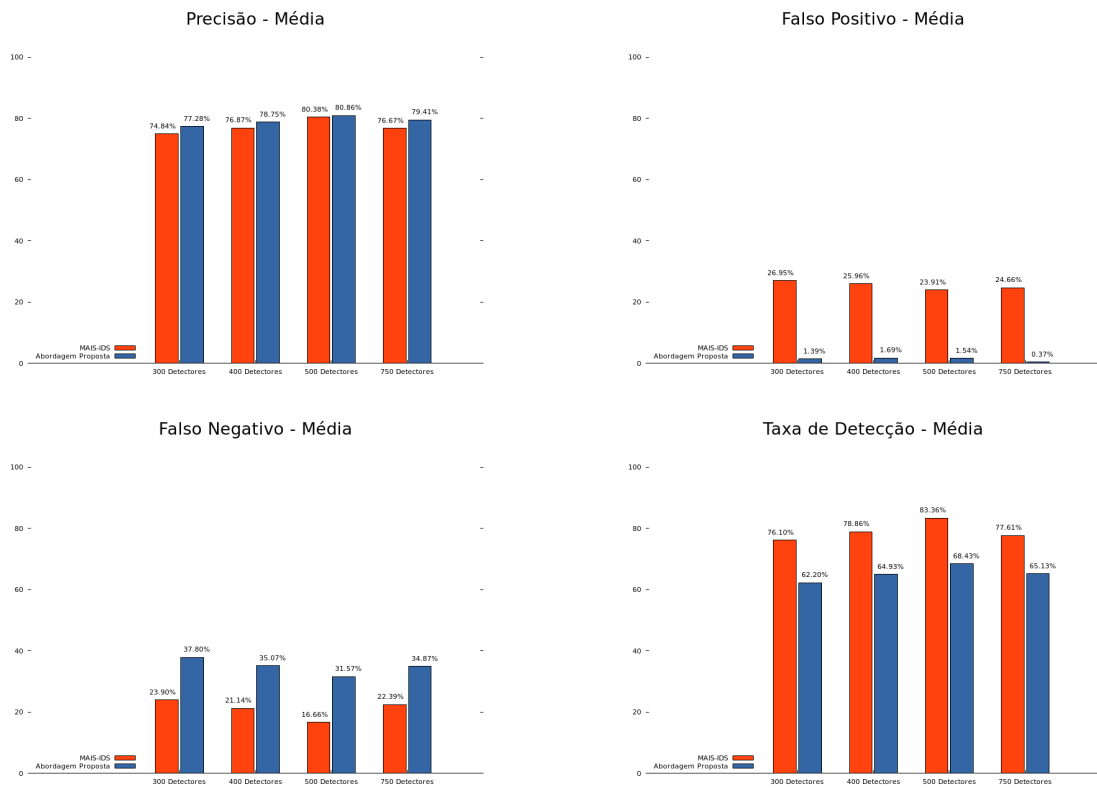 Precisão - Média
100
80
60
40
20
0
74.84%
77.28%
76.87%
78.75%
80.38%
80.86%
76.67%
79.41%
MAIS-IDS
Abordagem Proposta
300 Detectores
400 Detectores
500 Detectores
750 Detectores
Falso Positivo - Média
100
80
60
40
20
0
26.95%
1.39%
25.96%
1.69%
23.91%
1.54%
24.66%
0.37%
MAIS-IDS
Abordagem Proposta
300 Detectores
400 Detectores
500 Detectores
750 Detectores
Falso Negativo - Média
100
80
60
40
20
0
23.90%
37.80%
21.14%
35.07%
16.66%
31.57%
22.39%
34.87%
MAIS-IDS
Abordagem Proposta
300 Detectores
400 Detectores
500 Detectores
750 Detectores
Taxa de Detecção - Média
100
80
60
40
20
0
76.10%
62.20%
78.86%
64.93%
83.36%
68.43%
77.61%
65.13%
MAIS-IDS
Abordagem Proposta
300 Detectores
400 Detectores
500 Detectores
750 Detectores